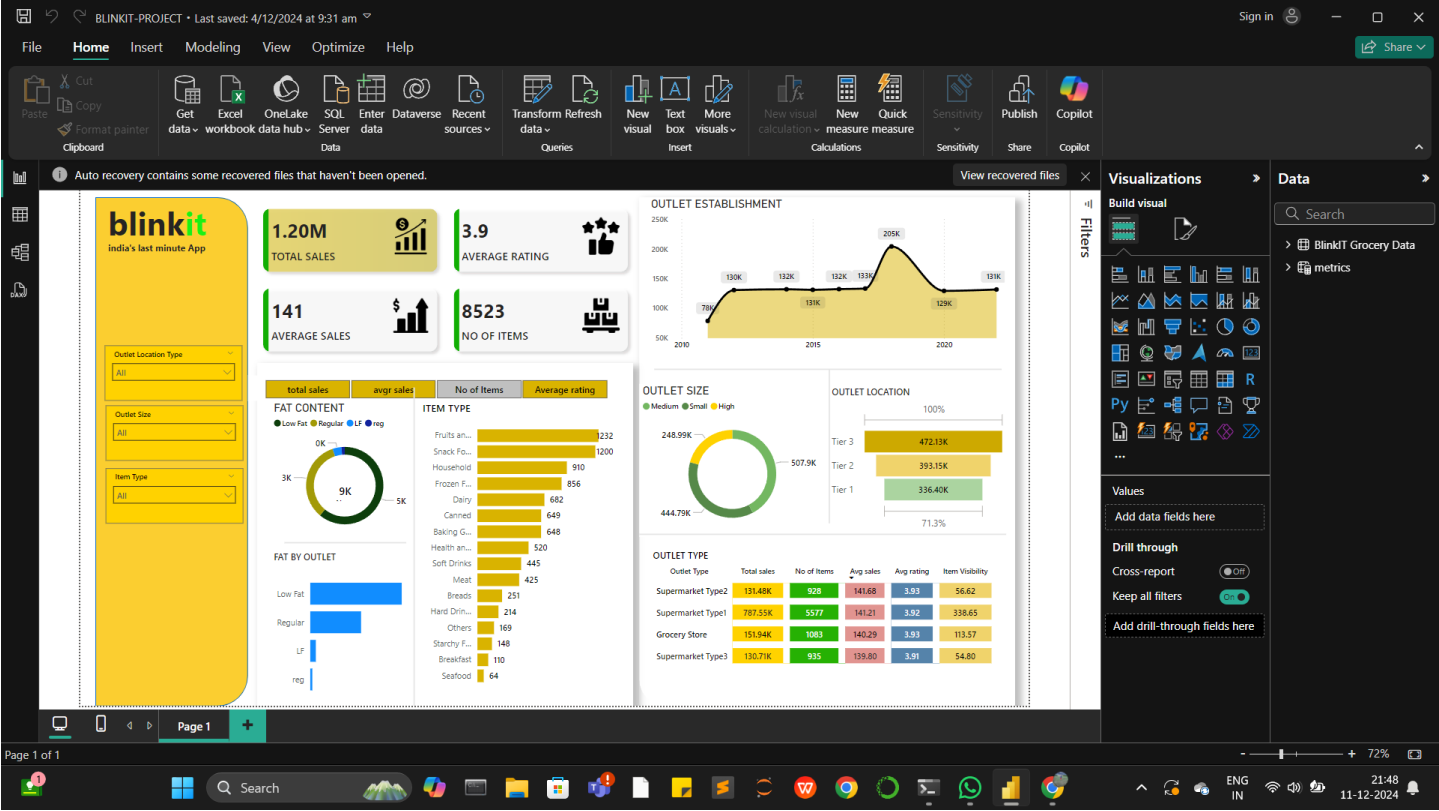 BLINKIT-PROJECT • Last saved: 4/12/2024 at 9:31 am
Sign in
File Home Insert Modeling View Optimize Help
Share
Paste
Cut
Copy
Format painter
Clipboard
Get data
Excel workbook
OneLake data hub
SQL Server
Enter data
Dataverse
Recent sources
Data
Transform data
Refresh
Queries
New visual
Text box
More visuals
Insert
New visual calculation
New measure
Quick measure
Calculations
Sensitivity
Sensitivity
Publish
Share
Copilot
Copilot
Auto recovery contains some recovered files that haven't been opened.
View recovered files
blinkit
india's last minute App
Outlet Location Type
All
Outlet Size
All
Item Type
All
1.20M
TOTAL SALES
3.9
AVERAGE RATING
141
AVERAGE SALES
8523
NO OF ITEMS
total sales
avgr sales
No of Items
Average rating
FAT CONTENT
Low Fat Regular LF reg
0K
3K
9K
5K
FAT BY OUTLET
Low Fat
Regular
LF
reg
ITEM TYPE
Fruits an... 1232
Snack Fo... 1200
Household 910
Frozen F... 856
Dairy 682
Canned 649
Baking G... 648
Health an... 520
Soft Drinks 445
Meat 425
Breads 251
Hard Drin... 214
Others 169
Starchy F... 148
Breakfast 110
Seafood 64
OUTLET ESTABLISHMENT
250K
200K
150K
100K
50K
78K
130K
132K
131K
132K
133K
205K
129K
131K
2010 2015 2020
OUTLET SIZE
Medium Small High
248.99K
507.9K
444.79K
OUTLET LOCATION
100%
Tier 3 472.13K
Tier 2 393.15K
Tier 1 336.40K
71.3%
OUTLET TYPE
Outlet Type Total sales No of Items Avg sales Avg rating Item Visibility
Supermarket Type2 131.48K 928 141.68 3.93 56.62
Supermarket Type1 787.55K 5577 141.21 3.92 338.65
Grocery Store 151.94K 1083 140.29 3.93 113.57
Supermarket Type3 130.71K 935 139.80 3.91 54.80
Filters
Visualizations
Build visual
123
R
Py
Values
Add data fields here
Drill through
Cross-report
Off
Keep all filters
On
Add drill-through fields here
Data
Search
BlinkIT Grocery Data
metrics
DAX
Page 1
Page 1 of 1
- + 72%
1
Search
ENG
IN
21:48
11-12-2024